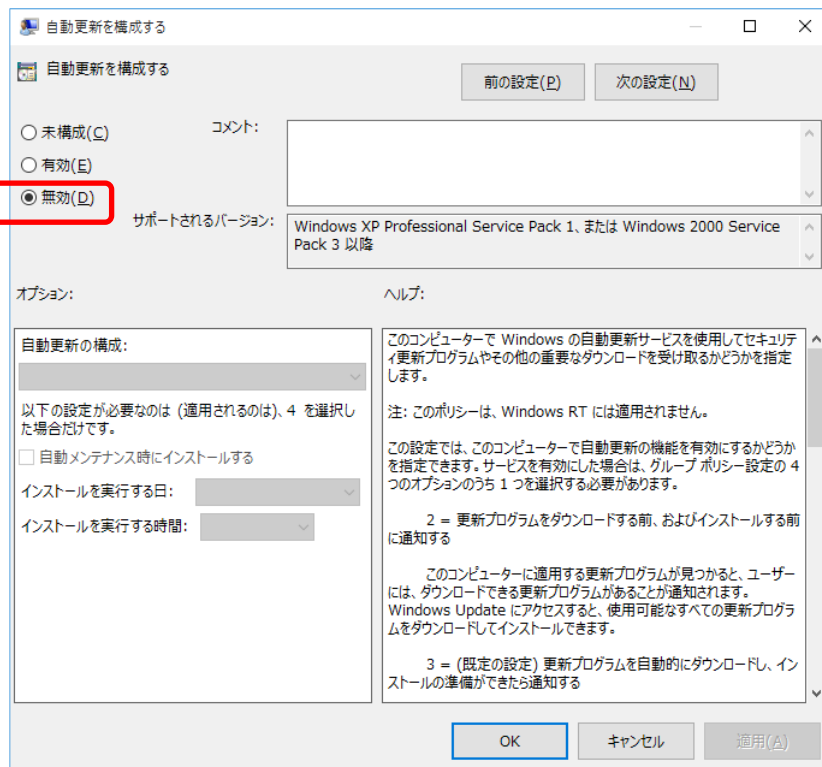 自動更新を構成する
自動更新を構成する
前の設定(P)
次の設定(N)
未構成(C)
有効(E)
無効(D)
コメント:
サポートされるバージョン:
Windows XP Professional Service Pack 1、または Windows 2000 Service
Pack 3 以降
オプション:
ヘルプ:
自動更新の構成:
以下の設定が必要なのは (適用されるのは)、4 を選択し
た場合だけです。
自動メンテナンス時にインストールする
インストールを実行する日:
インストールを実行する時間:
このコンピューターで Windows の自動更新サービスを使用してセキュリテ
ィ更新プログラムやその他の重要なダウンロードを受け取るかどうかを指定
します。
注: このポリシーは、Windows RT には適用されません。
この設定では、このコンピューターで自動更新の機能を有効にするかどうか
を指定できます。サービスを有効にした場合は、グループ ポリシー設定の 4
つのオプションのうち 1 つを選択する必要があります。
2 = 更新プログラムをダウンロードする前、およびインストールする前
に通知する
このコンピューターに適用する更新プログラムが見つかると、ユーザー
には、ダウンロードできる更新プログラムがあることが通知されます。
Windows Update にアクセスすると、使用可能なすべての更新プログラ
ムをダウンロードしてインストールできます。
3 = (既定の設定) 更新プログラムを自動的にダウンロードし、イン
ストールの準備ができたら通知する
OK
キャンセル
適用(A)